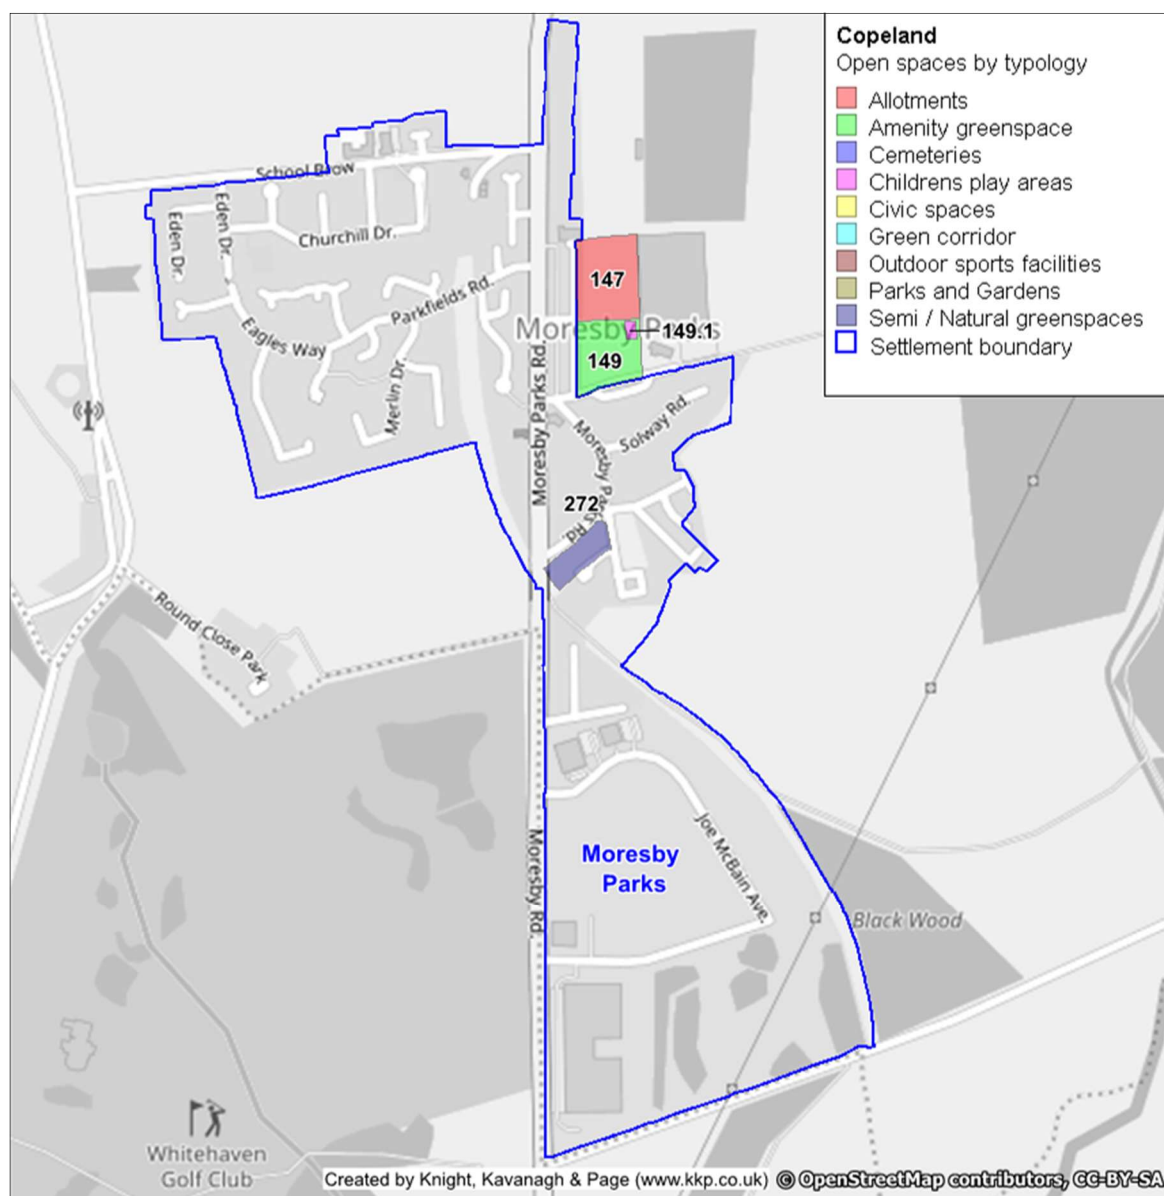 Copeland
Open spaces by typology
Allotments
Amenity greenspace
Cemeteries
Childrens play areas
Civic spaces
Green corridor
Outdoor sports facilities
Parks and Gardens
Semi / Natural greenspaces
Settlement boundary
School Brow
Eden Dr.
Eden Dr.
Churchill Dr.
Parkfields Rd.
Eagles Way
Merlin Dr.
Moresby Parks Rd.
147
Moresby Parks
149.1
149
Solway Rd.
Moresby Parks Rd.
272
Round Close Park
Joe McBain Ave.
Moresby Rd.
Moresby
Parks
Black Wood
Whitehaven
Golf Club
Created by Knight, Kavanagh & Page (www.kkp.co.uk) © OpenStreetMap contributors, CC-BY-SA